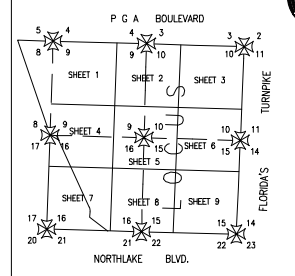 PGA BOULEVARD
5 4
8 9
4 3
9 10
3 2
10 11
SHEET 1
SHEET 2
SHEET 3
TURNPIKE
LOCUS
8 9
17 16
SHEET 4
9 10
16 15
SHEET 6
10 11
15 14
SHEET 5
FLORIDA'S
SHEET 7
SHEET 8
SHEET 9
17 16
20 21
16 15
21 22
15 14
22 23
NORTHLAKE BLVD.